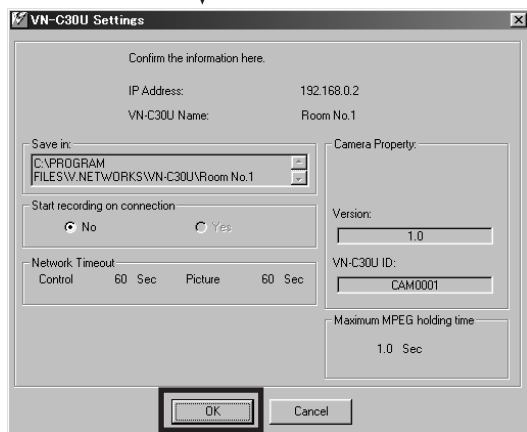 VN-C30U Settings
Confirm the information here.
IP Address: 192.168.0.2
VN-C30U Name: Room No.1
Save in:
C:\PROGRAM
FILES\V.NETWORKS\VN-C30U\Room No.1
Start recording on connection
No Yes
Network Timeout
Control 60 Sec Picture 60 Sec
Camera Property:
Version:
1.0
VN-C30U ID:
CAM0001
Maximum MPEG holding time
1.0 Sec
OK Cancel